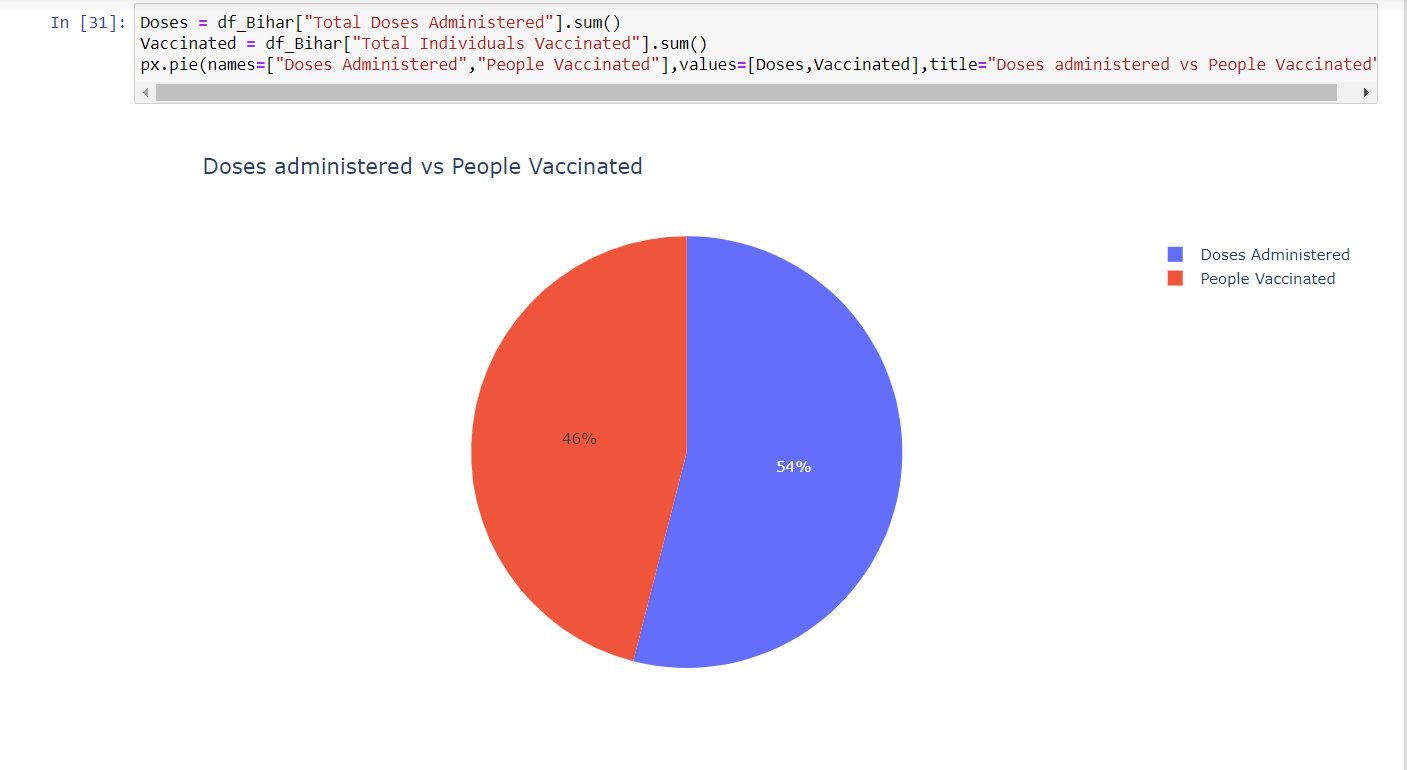 In [31]:
Doses = df_Bihar["Total Doses Administered"].sum()
Vaccinated = df_Bihar["Total Individuals Vaccinated"].sum()
px.pie(names=["Doses Administered","People Vaccinated"],values=[Doses,Vaccinated],title="Doses administered vs People Vaccinated"
Doses administered vs People Vaccinated
Doses Administered
People Vaccinated
46%
54%